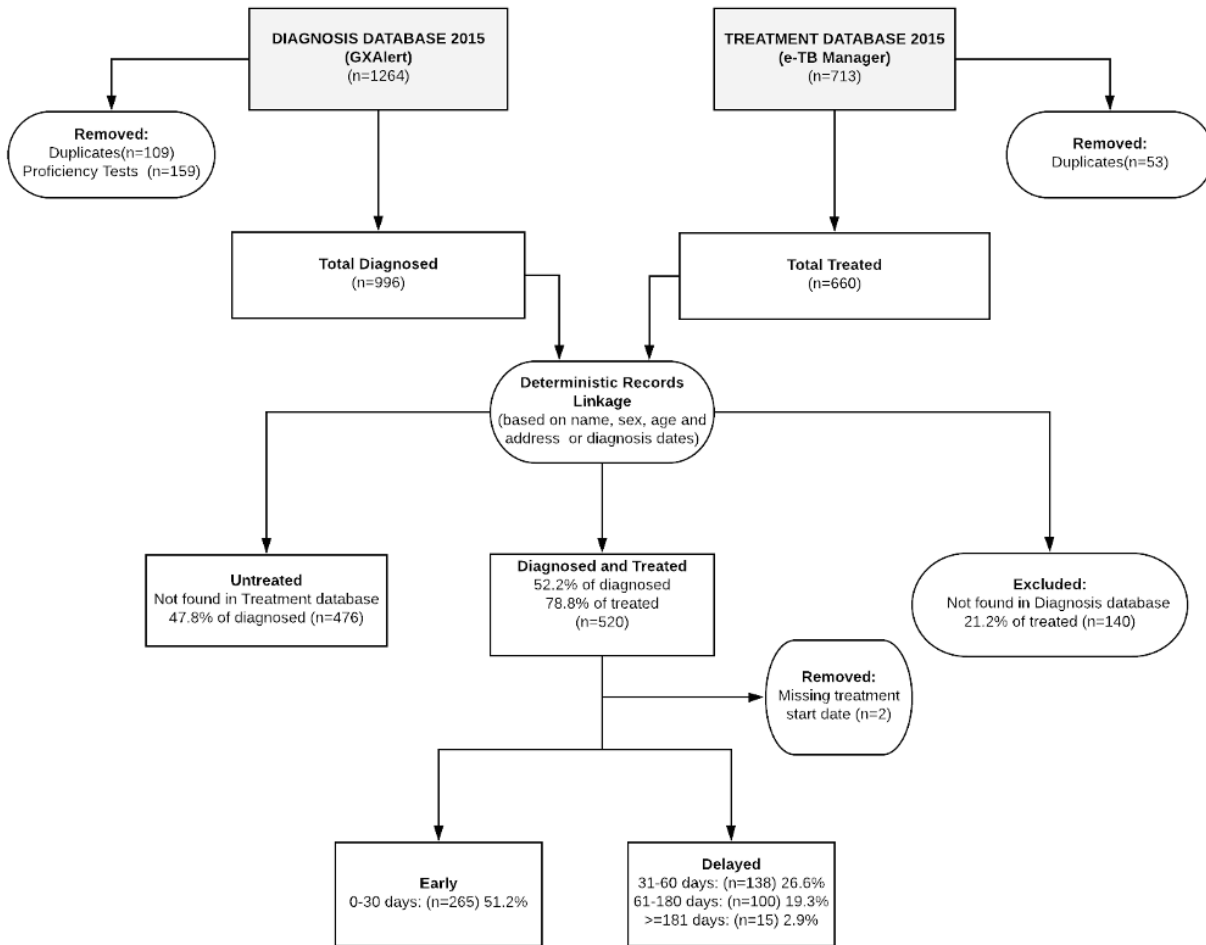 DIAGNOSIS DATABASE 2015
(GXAlert)
(n=1264)
TREATMENT DATABASE 2015
(e-TB Manager)
(n=713)
Removed:
Duplicates(n=109)
Proficiency Tests (n=159)
Removed:
Duplicates(n=53)
Total Diagnosed
(n=996)
Total Treated
(n=660)
Deterministic Records
Linkage
(based on name, sex, age and
address or diagnosis dates)
Untreated
Not found in Treatment database
47.8% of diagnosed (n=476)
Diagnosed and Treated
52.2% of diagnosed
78.8% of treated
(n=520)
Excluded:
Not found in Diagnosis database
21.2% of treated (n=140)
Removed:
Missing treatment
start date (n=2)
Early
0-30 days: (n=265) 51.2%
Delayed
31-60 days: (n=138) 26.6%
61-180 days: (n=100) 19.3%
>=181 days: (n=15) 2.9%